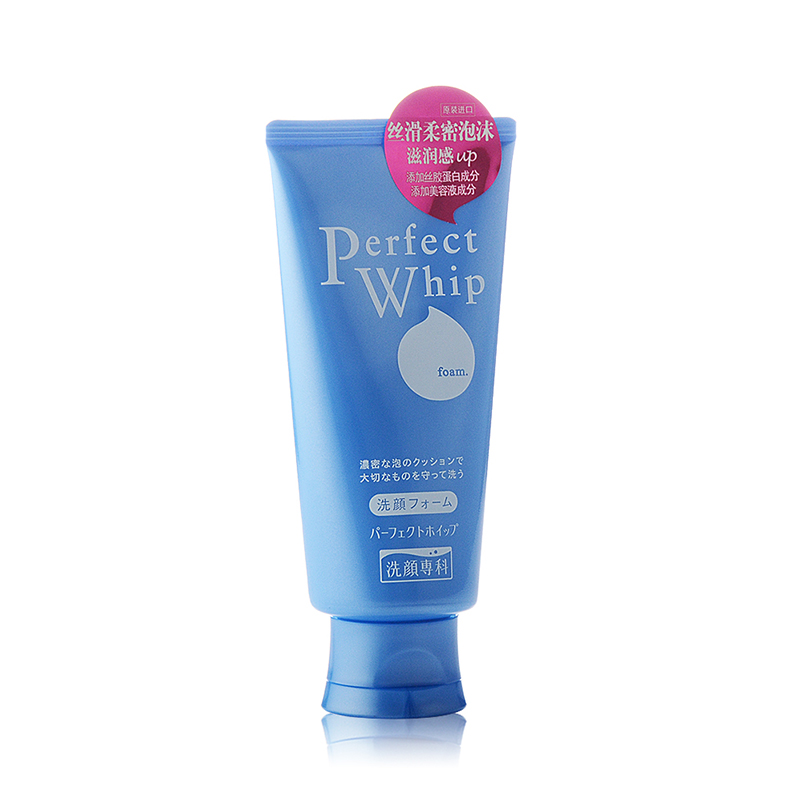 原装进口
丝滑柔密泡沫
滋润感up
添加丝胶蛋白成分
添加美容液成分
Perfect
Whip
foam.
濃密な泡のクッションで
大切なものを守って洗う
洗顔フォーム
パーフェクトホイップ
洗顔専科